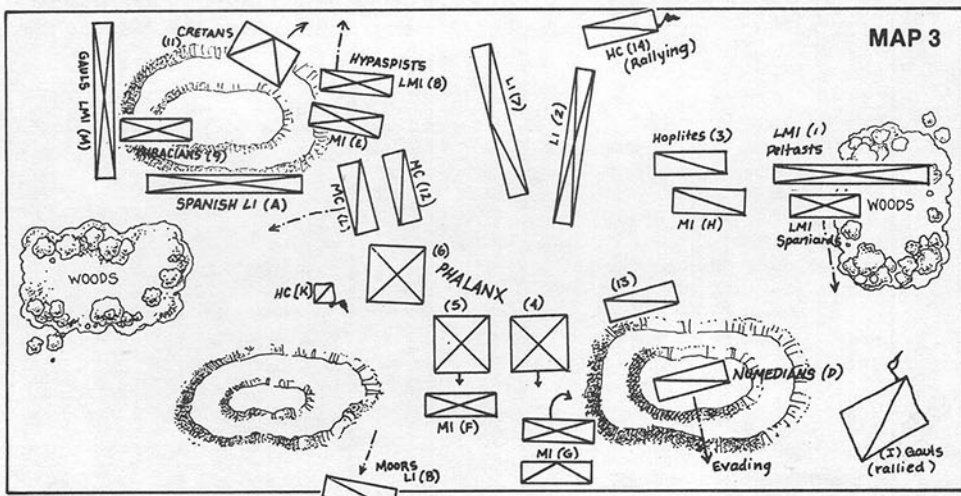 MAP 3
(11)
CRETANS
HYPASPISTS
LMI (8)
MI (E)
GAULS LMI (M)
THRACIANS (9)
SPANISH LI (A)
MC (L)
MC (12)
LI (7)
LI (2)
HC (14)
(Rallying)
Hoplites (3)
MI (H)
LMI (1)
Peltasts
WOODS
LMI
Spaniards
WOODS
HC (K)
(6)
PHALANX
(5)
(4)
(13)
NUMEDIANS (D)
MI (F)
MI (G)
Evading
MOORS
LI (B)
(I) Gauls
(rallied)